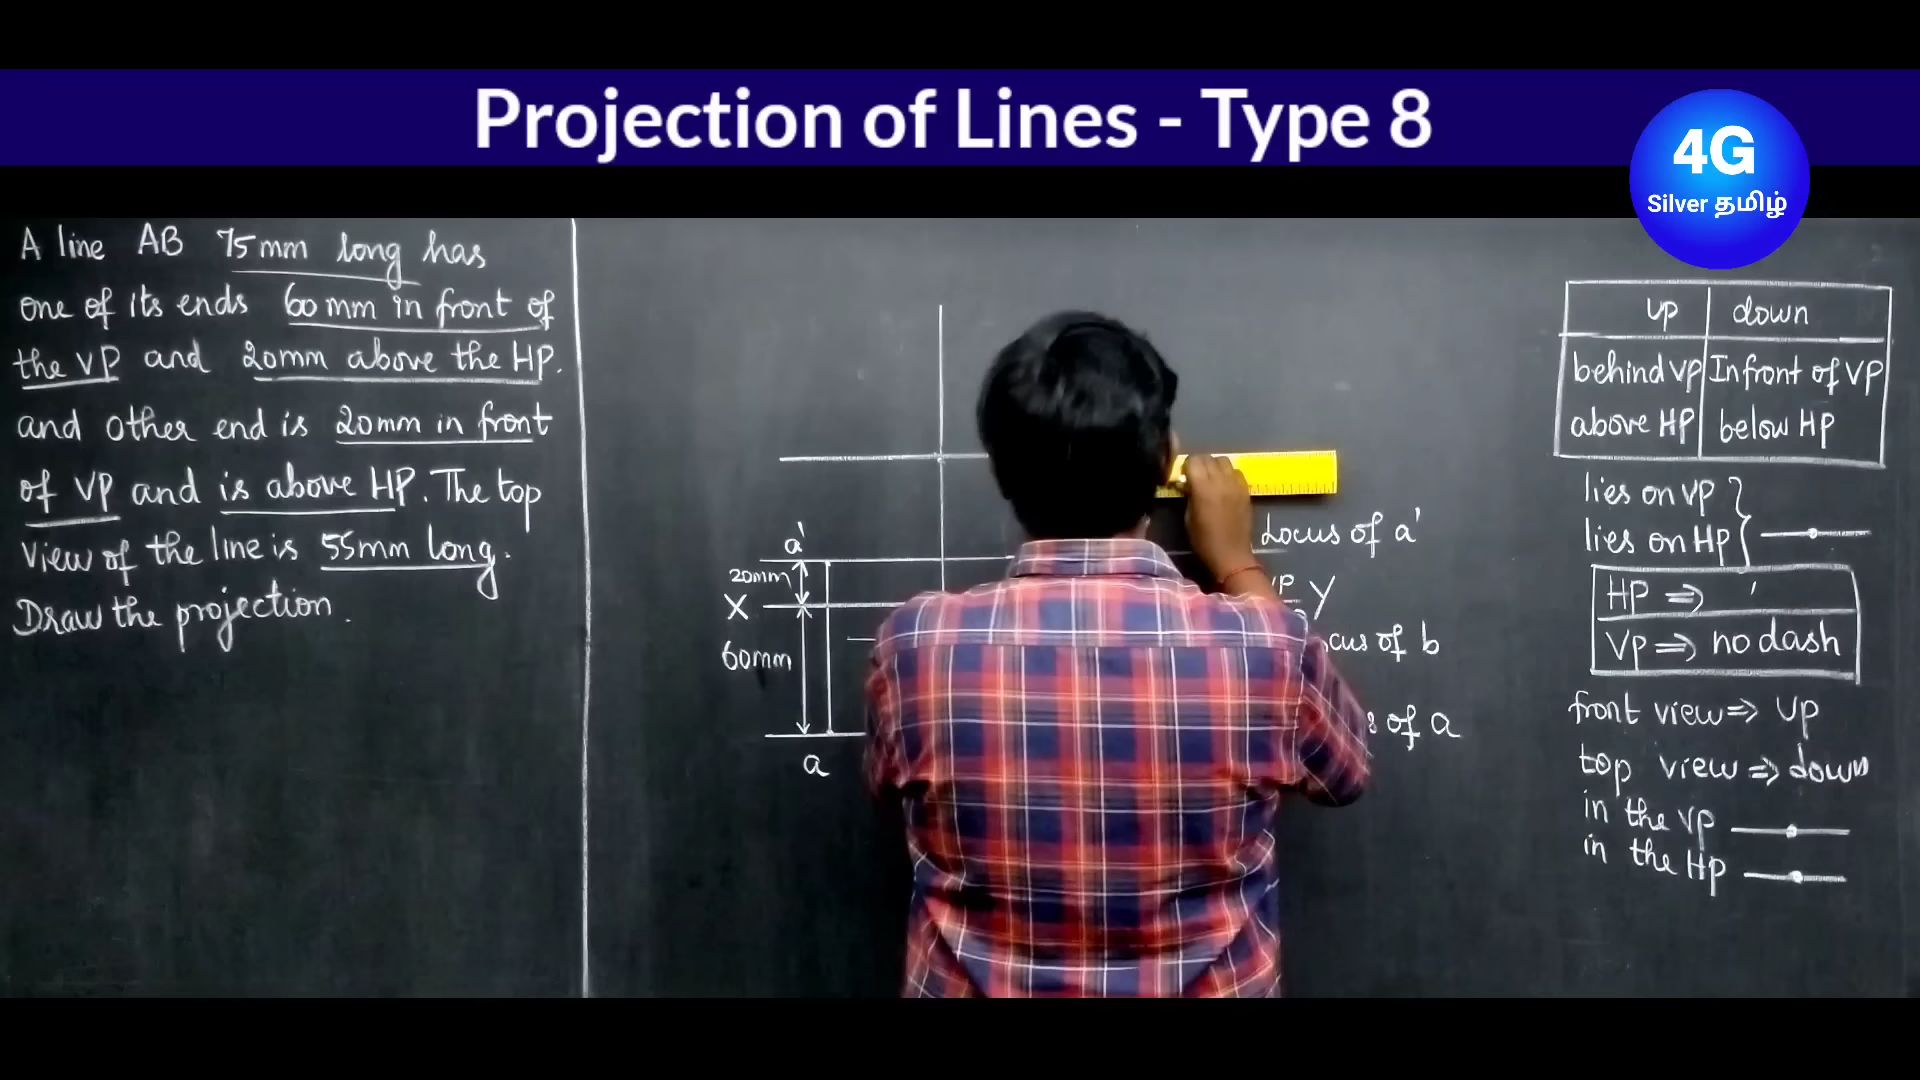 Projection of Lines - Type 8
4G
Silver தமிழ்
A line AB 75mm long has
one of its ends 60 mm in front of
the VP and 20mm above the HP.
and other end is 20mm in front
of VP and is above HP. The top
view of the line is 55mm long.
Draw the projection.
a'
20mm
X
60mm
a
Locus of a'
VP
Y
of b
of a
up down
behind VP In front of VP
above HP below HP
lies on VP
lies on HP
HP ⇒ '
VP ⇒ no dash
front view ⇒ up
top view ⇒ down
in the VP
in the HP